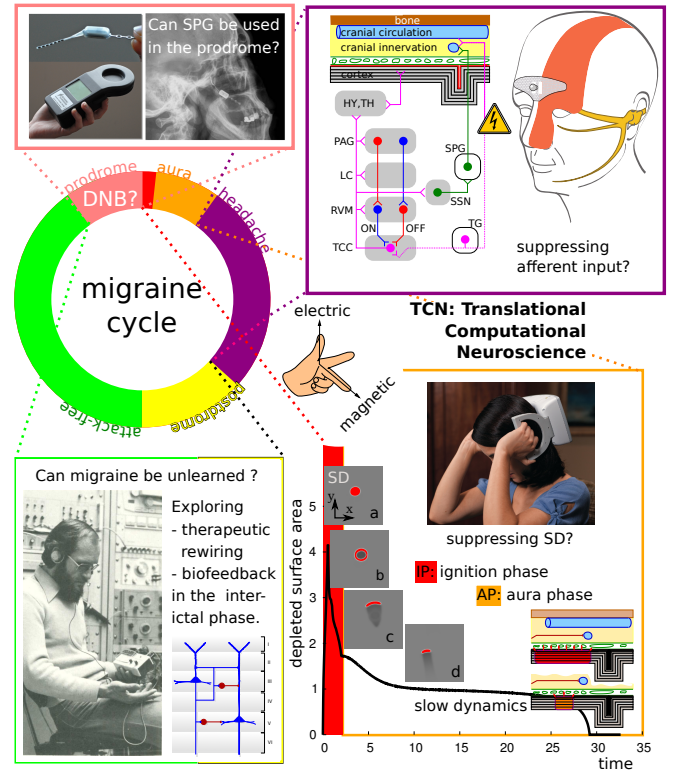 Can SPG be used
in the prodrome?
bone
cranial circulation
cranial innervation
cortex
HY,TH
PAG
LC
RVM
ON
OFF
TCC
SPG
SSN
TG
suppressing
afferent input?
prodrome
DNB?
aura
headache
postdrome
attack-free
migraine
cycle
electric
magnetic
TCN: Translational
Computational
Neuroscience
Can migraine be unlearned ?
Exploring
- therapeutic
rewiring
- biofeedback
in the inter-
ictal phase.
I
II
III
IV
V
VI
SD
y
x
a
b
c
d
suppressing SD?
IP: ignition phase
AP: aura phase
slow dynamics
depleted surface area
5
4
3
2
1
0
0 5 10 15 20 25 30
time